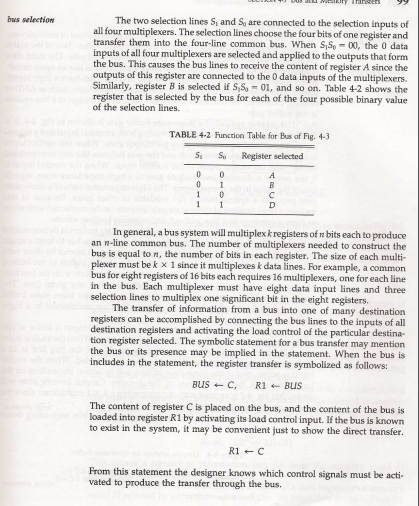 SECTION 4-3 Bus and Memory Transfers 99
bus selection
The two selection lines S₁ and S₀ are connected to the selection inputs of
all four multiplexers. The selection lines choose the four bits of one register and
transfer them into the four-line common bus. When S₁S₀ = 00, the 0 data
inputs of all four multiplexers are selected and applied to the outputs that form
the bus. This causes the bus lines to receive the content of register A since the
outputs of this register are connected to the 0 data inputs of the multiplexers.
Similarly, register B is selected if S₁S₀ = 01, and so on. Table 4-2 shows the
register that is selected by the bus for each of the four possible binary value
of the selection lines.
TABLE 4-2 Function Table for Bus of Fig. 4-3
S₁ S₀ Register selected
0 0 A
0 1 B
1 0 C
1 1 D
In general, a bus system will multiplex k registers of n bits each to produce
an n-line common bus. The number of multiplexers needed to construct the
bus is equal to n, the number of bits in each register. The size of each multi-
plexer must be k × 1 since it multiplexes k data lines. For example, a common
bus for eight registers of 16 bits each requires 16 multiplexers, one for each line
in the bus. Each multiplexer must have eight data input lines and three
selection lines to multiplex one significant bit in the eight registers.
The transfer of information from a bus into one of many destination
registers can be accomplished by connecting the bus lines to the inputs of all
destination registers and activating the load control of the particular destina-
tion register selected. The symbolic statement for a bus transfer may mention
the bus or its presence may be implied in the statement. When the bus is
includes in the statement, the register transfer is symbolized as follows:
BUS ← C, R1 ← BUS
The content of register C is placed on the bus, and the content of the bus is
loaded into register R1 by activating its load control input. If the bus is known
to exist in the system, it may be convenient just to show the direct transfer.
R1 ← C
From this statement the designer knows which control signals must be acti-
vated to produce the transfer through the bus.